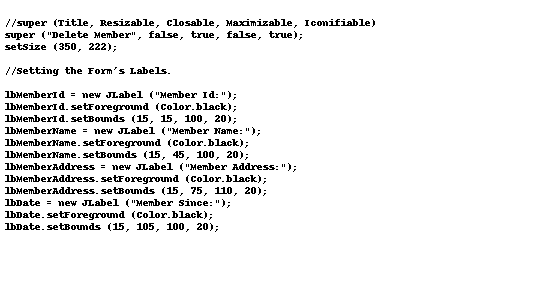 //super (Title, Resizable, Closable, Maximizable, Iconifiable)
super ("Delete Member", false, true, false, true);
setSize (350, 222);
//Setting the Form's Labels.
lbMemberId = new JLabel ("Member Id:");
lbMemberId.setForeground (Color.black);
lbMemberId.setBounds (15, 15, 100, 20);
lbMemberName = new JLabel ("Member Name:");
lbMemberName.setForeground (Color.black);
lbMemberName.setBounds (15, 45, 100, 20);
lbMemberAddress = new JLabel ("Member Address:");
lbMemberAddress.setForeground (Color.black);
lbMemberAddress.setBounds (15, 75, 110, 20);
lbDate = new JLabel ("Member Since:");
lbDate.setForeground (Color.black);
lbDate.setBounds (15, 105, 100, 20);